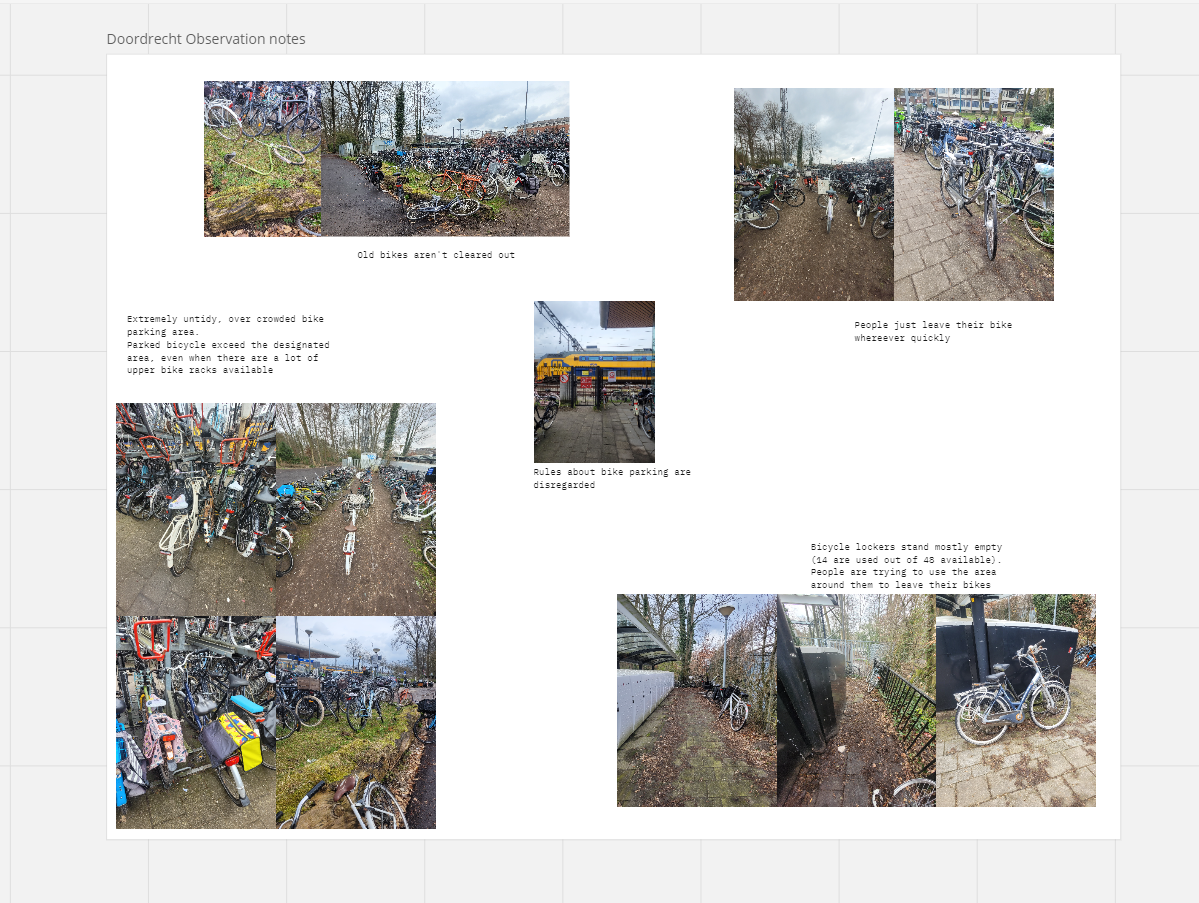 Doordrecht Observation notes
Old bikes aren't cleared out
People just leave their bike
whereever quickly
Extremely untidy, over crowded bike
parking area.
Parked bicycle exceed the designated
area, even when there are a lot of
upper bike racks available
Rules about bike parking are
disregarded
Bicycle lockers stand mostly empty
(14 are used out of 48 available).
People are trying to use the area
around them to leave their bikes